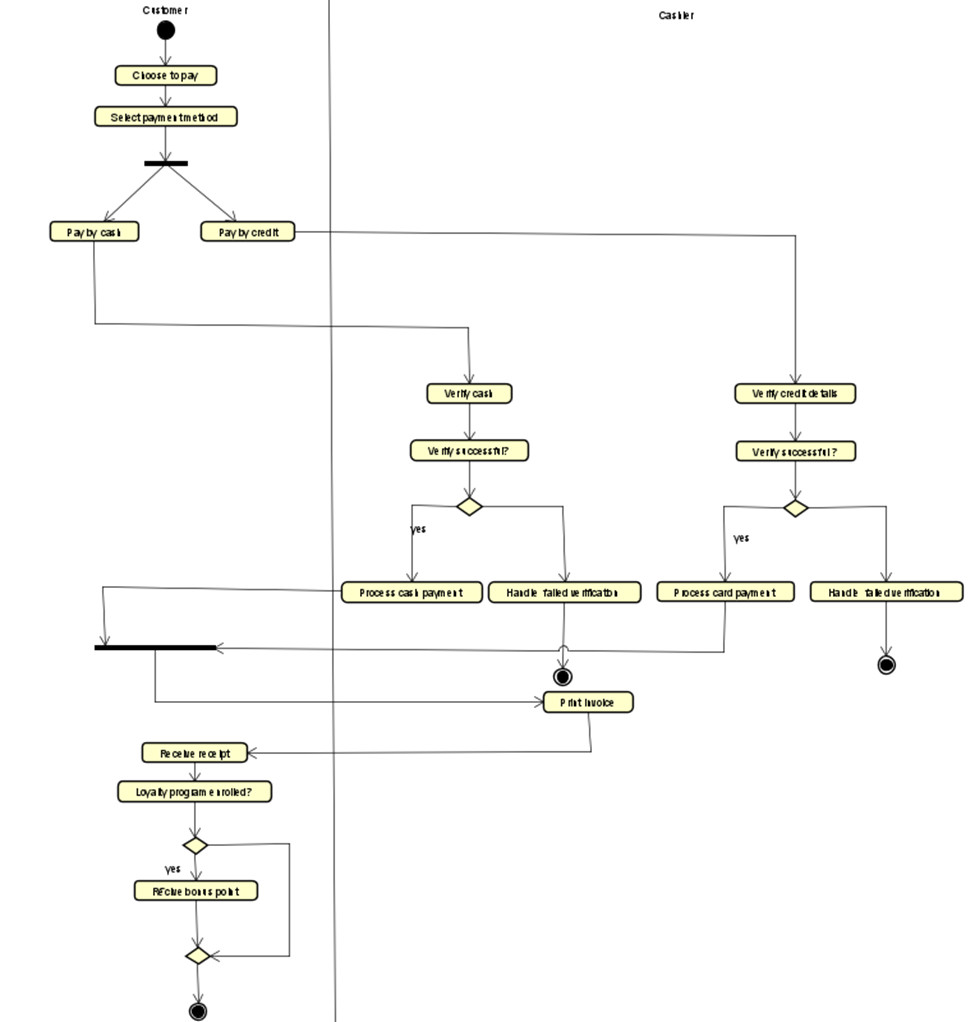 Customer
Cashier
Choose to pay
Select payment method
Pay by cash
Pay by credit
Verify cash
Verify credit details
Verify successful?
Verify successful?
yes
yes
Process cash payment
Handle failed verification
Process card payment
Handle failed verification
Print invoice
Receive receipt
Loyalty program enrolled?
yes
REcive bonus point